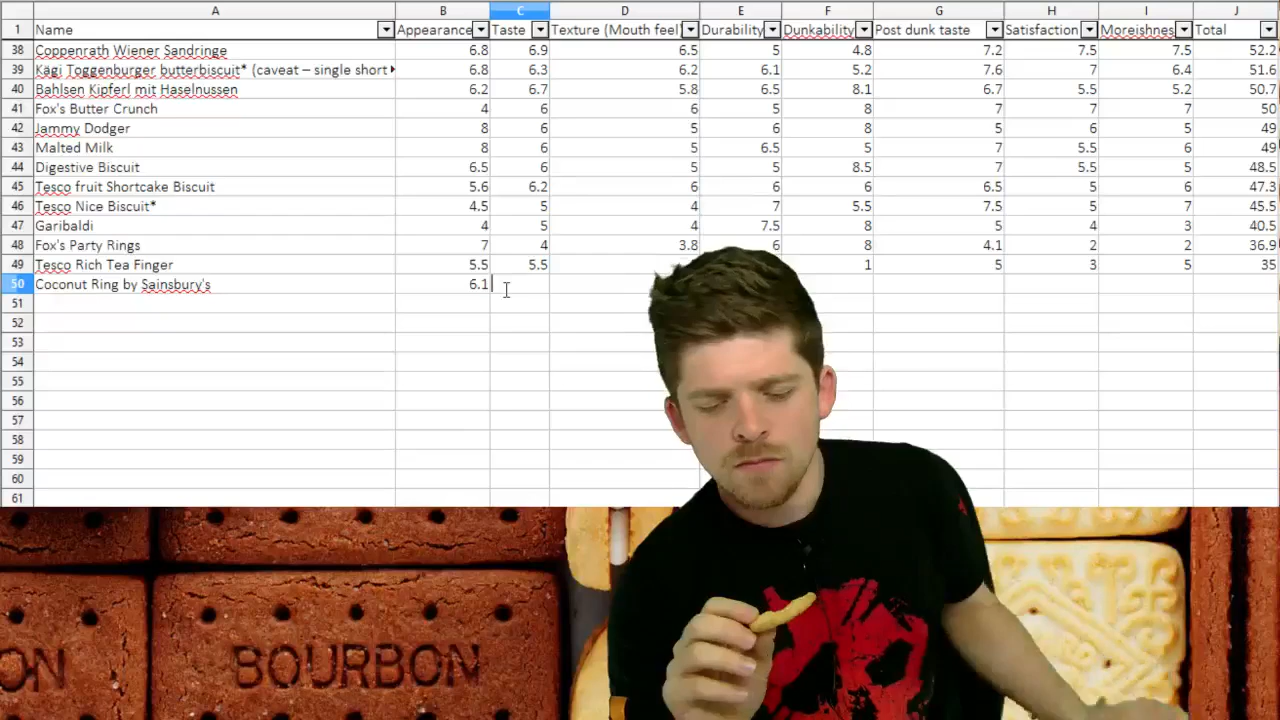 A B C D E F G H I J
1 Name Appearance Taste Texture (Mouth feel) Durability Dunkability Post dunk taste Satisfaction Moreishnes Total
38 Coppenrath Wiener Sandringe 6.8 6.9 6.5 5 4.8 7.2 7.5 7.5 52.2
39 Kägi Toggenburger butterbiscuit* (caveat – single short 6.8 6.3 6.2 6.1 5.2 7.6 7 6.4 51.6
40 Bahlsen Kipferl mit Haselnussen 6.2 6.7 5.8 6.5 8.1 6.7 5.5 5.2 50.7
41 Fox's Butter Crunch 4 6 6 5 8 7 7 7 50
42 Jammy Dodger 8 6 5 6 8 5 6 5 49
43 Malted Milk 8 6 5 6.5 5 7 5.5 6 49
44 Digestive Biscuit 6.5 6 5 5 8.5 7 5.5 5 48.5
45 Tesco fruit Shortcake Biscuit 5.6 6.2 6 6 6 6.5 5 6 47.3
46 Tesco Nice Biscuit* 4.5 5 4 7 5.5 7.5 5 6 45.5
47 Garibaldi 4 5 4 7.5 8 5 4 3 40.5
48 Fox's Party Rings 7 4 3.8 6 8 4.1 2 2 36.9
49 Tesco Rich Tea Finger 5.5 5.5 1 5 3 5 35
50 Coconut Ring by Sainsbury's 6.1
51
52
53
54
55
56
57
58
59
60
61
BOURBON
ON